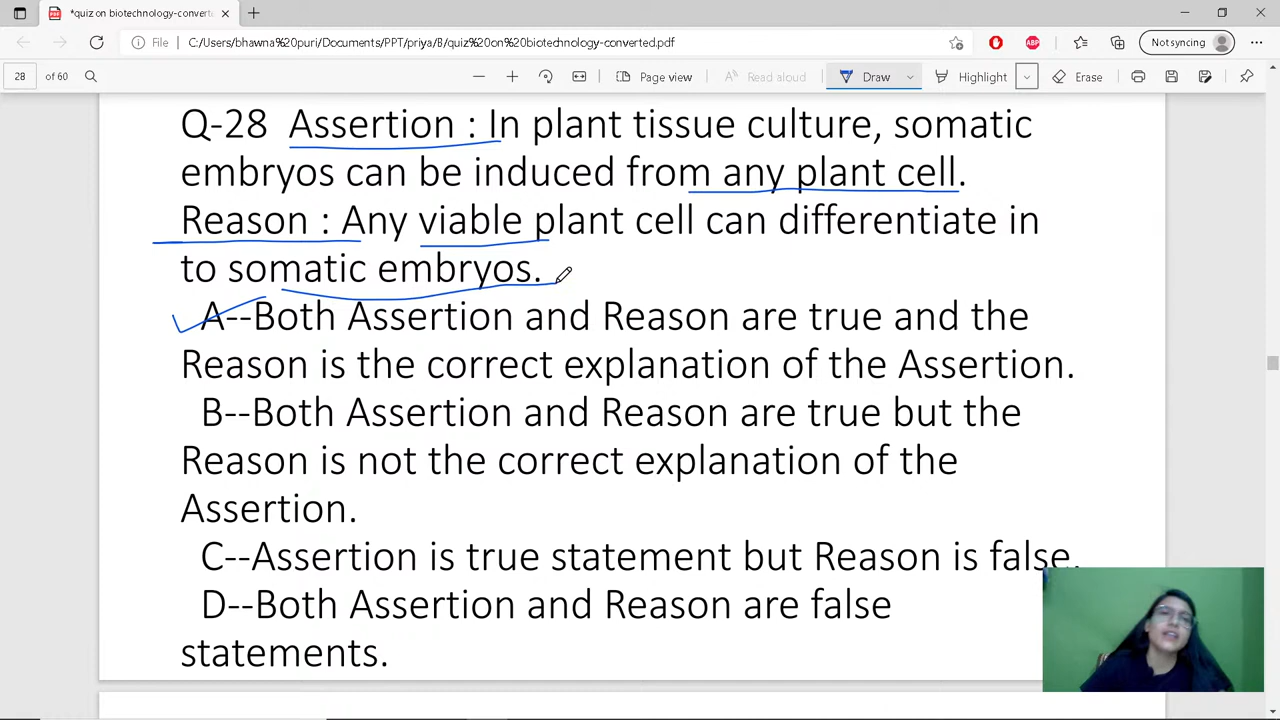 *quiz on biotechnology-converte
File
C:/Users/bhawna%20puri/Documents/PPT/priya/B/quiz%20on%20biotechnology-converted.pdf
ABP
Not syncing
28 of 60
Page view
Read aloud
Draw
Highlight
Erase
Q-28 Assertion : In plant tissue culture, somatic
embryos can be induced from any plant cell.
Reason : Any viable plant cell can differentiate in
to somatic embryos.
A--Both Assertion and Reason are true and the
Reason is the correct explanation of the Assertion.
B--Both Assertion and Reason are true but the
Reason is not the correct explanation of the
Assertion.
C--Assertion is true statement but Reason is false.
D--Both Assertion and Reason are false
statements.